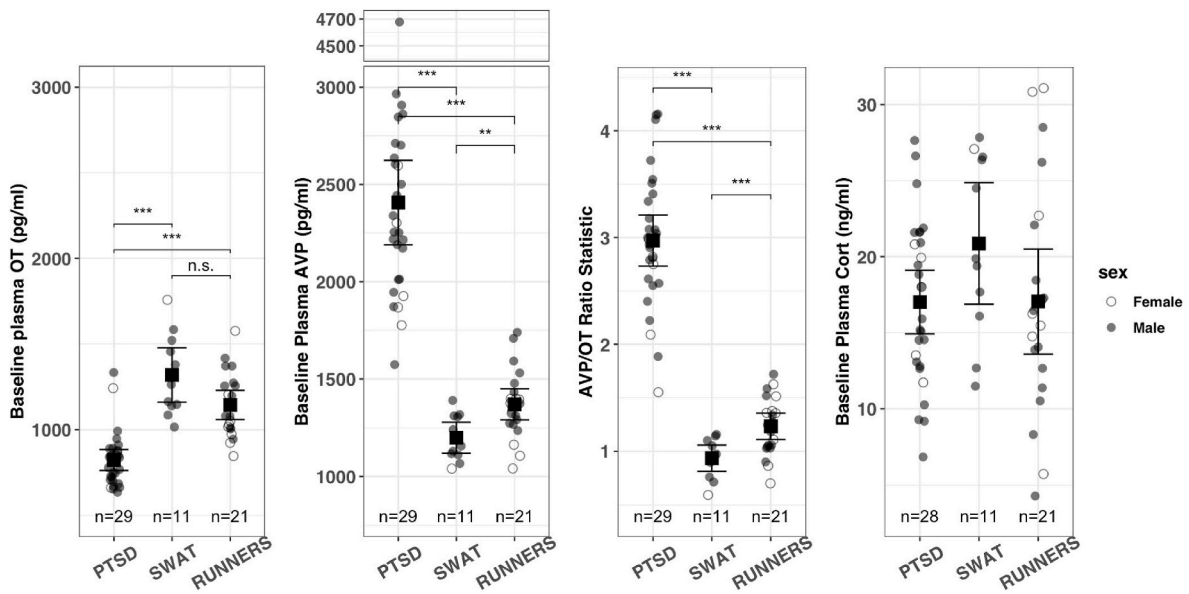 Baseline plasma OT (pg/ml)
3000
2000
1000
***
***
n.s.
n=29 n=11 n=21
PTSD SWAT RUNNERS
Baseline Plasma AVP (pg/ml)
4700
4500
3000
2500
2000
1500
1000
***
***
**
n=29 n=11 n=21
PTSD SWAT RUNNERS
AVP/OT Ratio Statistic
4
3
2
1
***
***
***
n=29 n=11 n=21
PTSD SWAT RUNNERS
Baseline Plasma Cort (ng/ml)
30
20
10
n=28 n=11 n=21
PTSD SWAT RUNNERS
sex
Female
Male